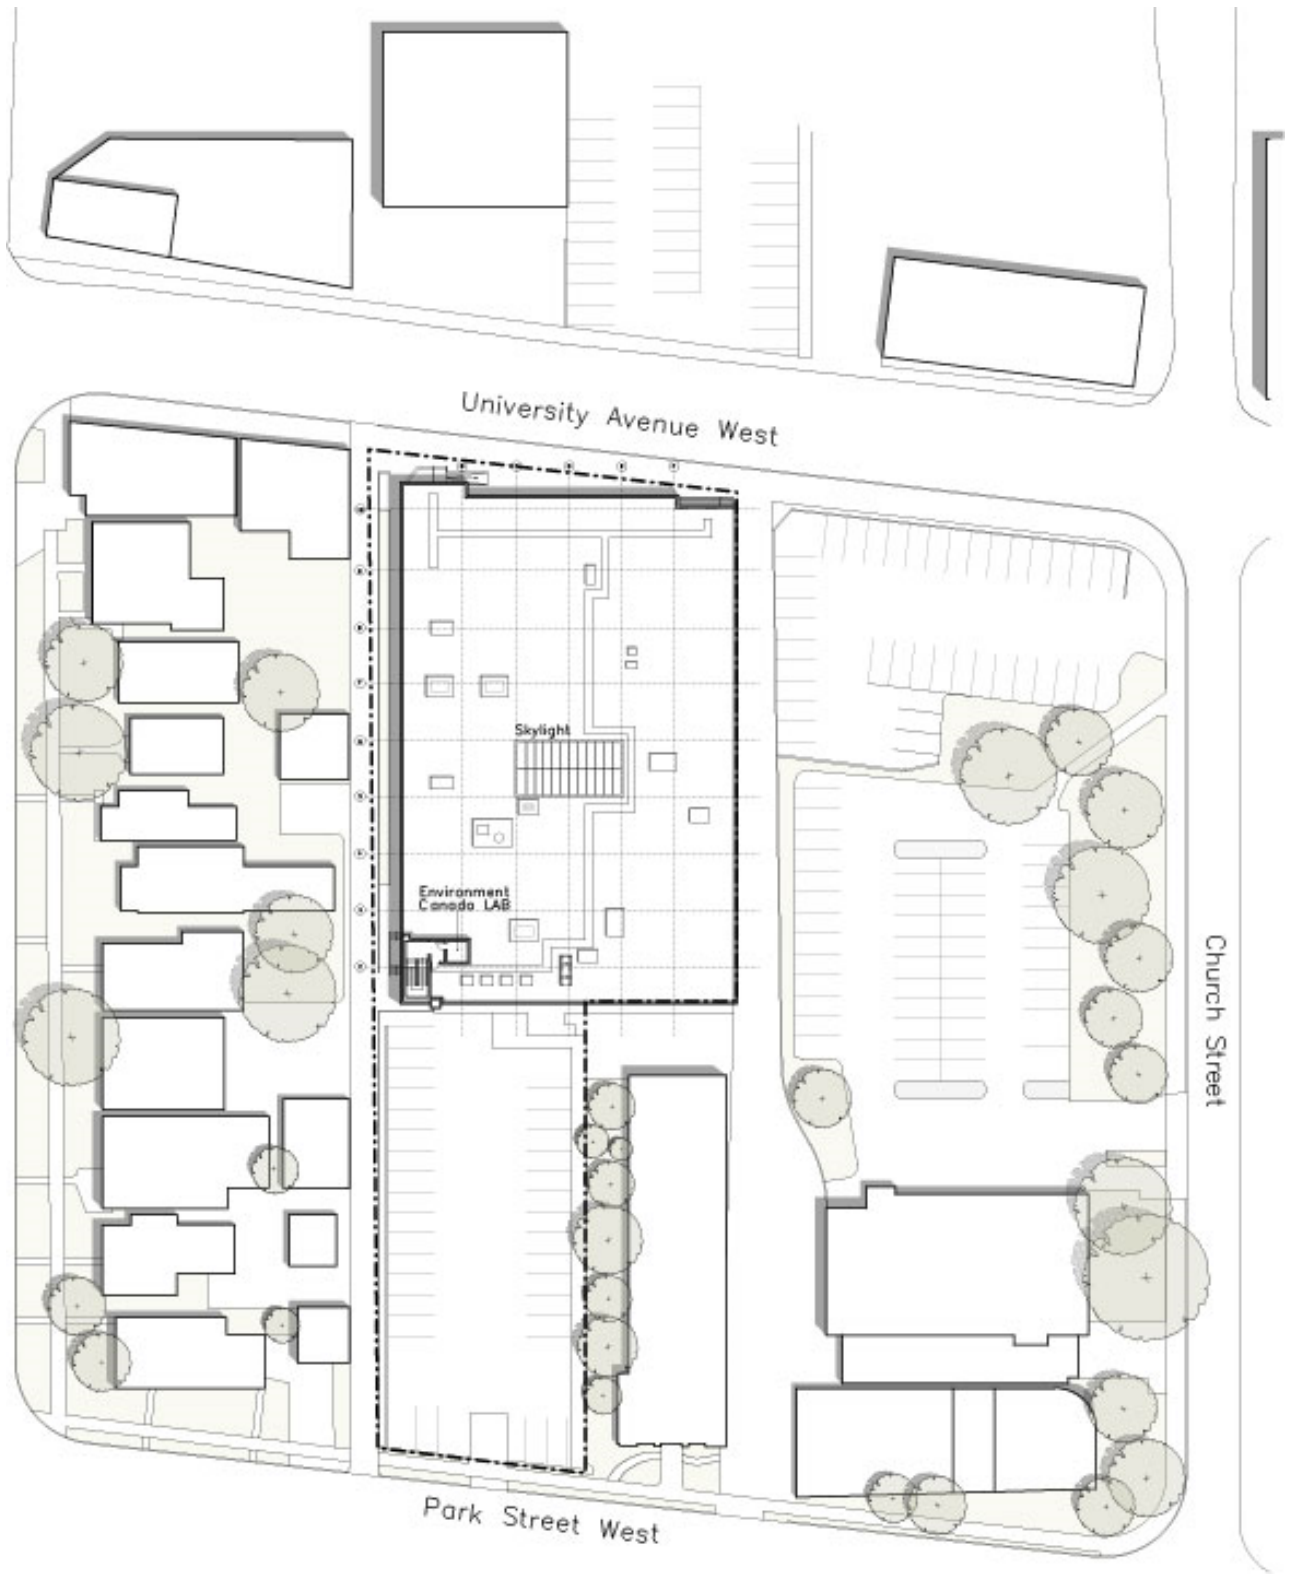 University Avenue West
Skylight
Environment
Canada LAB
Church Street
Park Street West